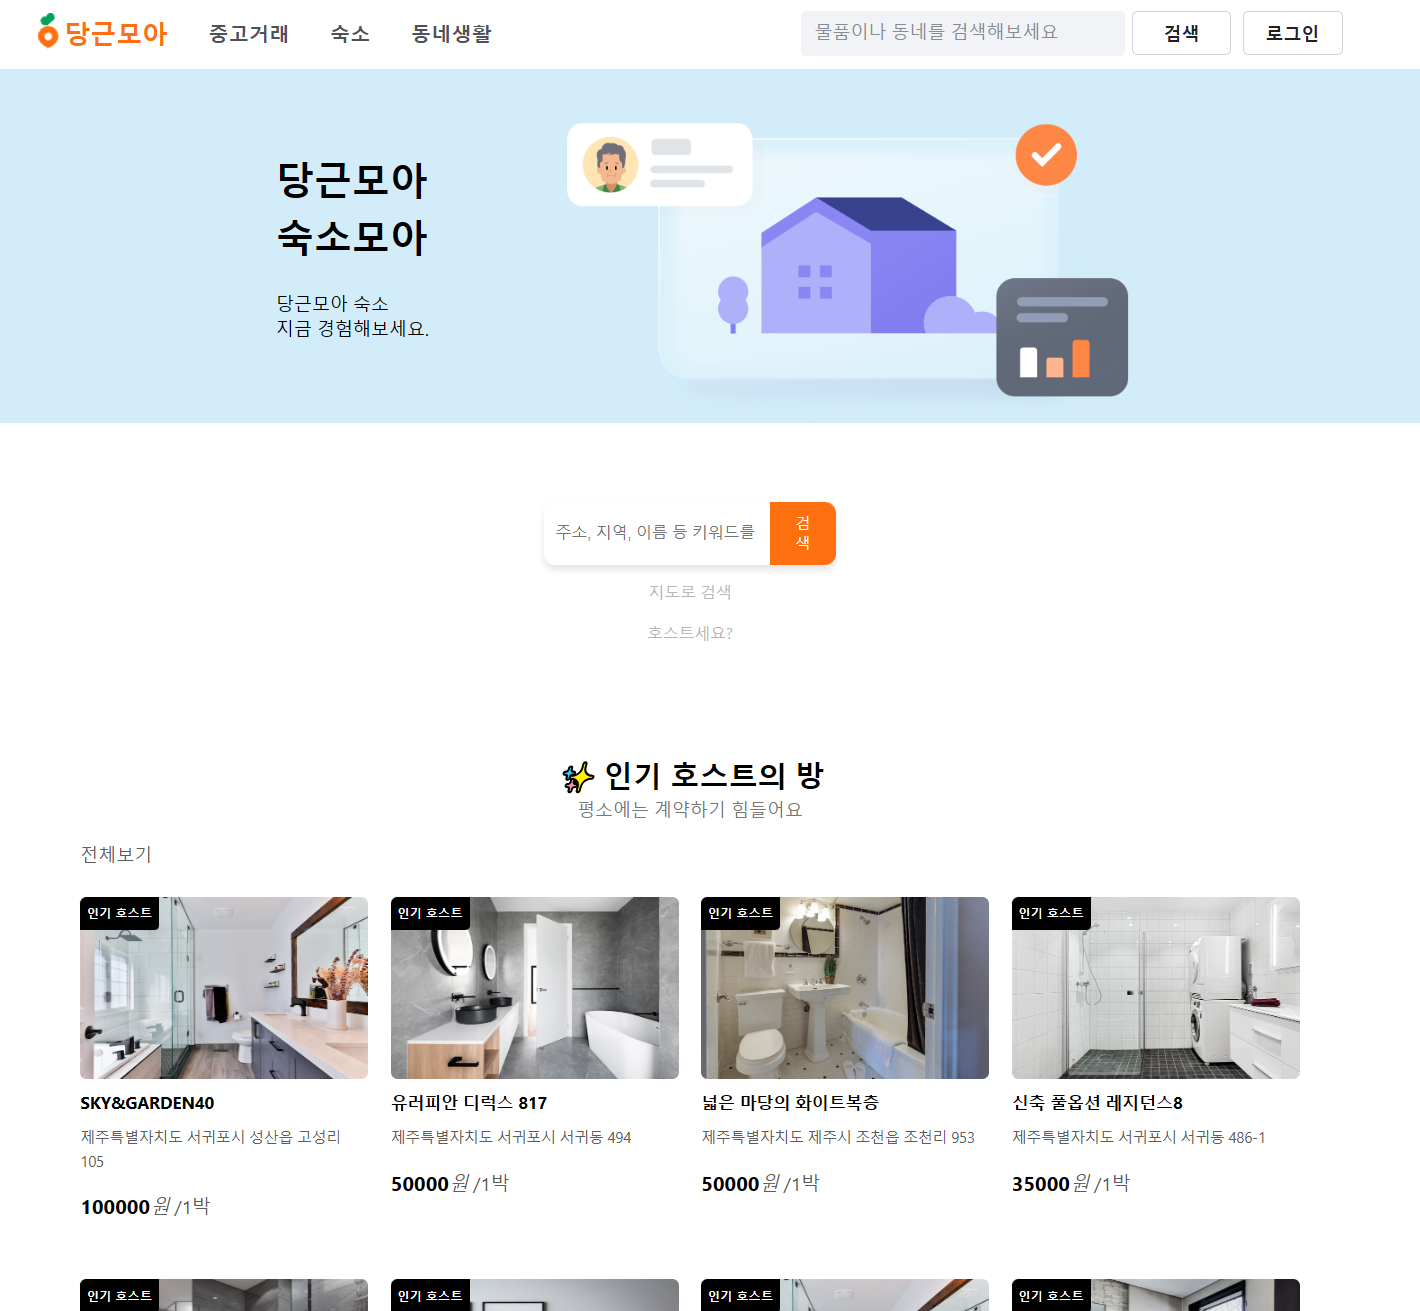 당근모아
중고거래 숙소 동네생활
물품이나 동네를 검색해보세요
검색
로그인
당근모아
숙소모아
당근모아 숙소
지금 경험해보세요.
주소, 지역, 이름 등 키워드를
검
색
지도로 검색
호스트세요?
✨ 인기 호스트의 방
평소에는 계약하기 힘들어요
전체보기
인기 호스트
SKY&GARDEN40
제주특별자치도 서귀포시 성산읍 고성리
105
100000원 /1박
인기 호스트
유러피안 디럭스 817
제주특별자치도 서귀포시 서귀동 494
50000원 /1박
인기 호스트
넓은 마당의 화이트복층
제주특별자치도 제주시 조천읍 조천리 953
50000원 /1박
인기 호스트
신축 풀옵션 레지던스8
제주특별자치도 서귀포시 서귀동 486-1
35000원 /1박
인기 호스트
인기 호스트
인기 호스트
인기 호스트